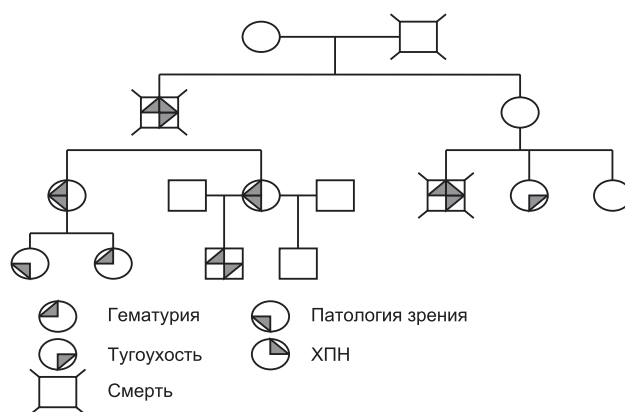 Гематурия
Патология зрения
Тугоухость
ХПН
Смерть